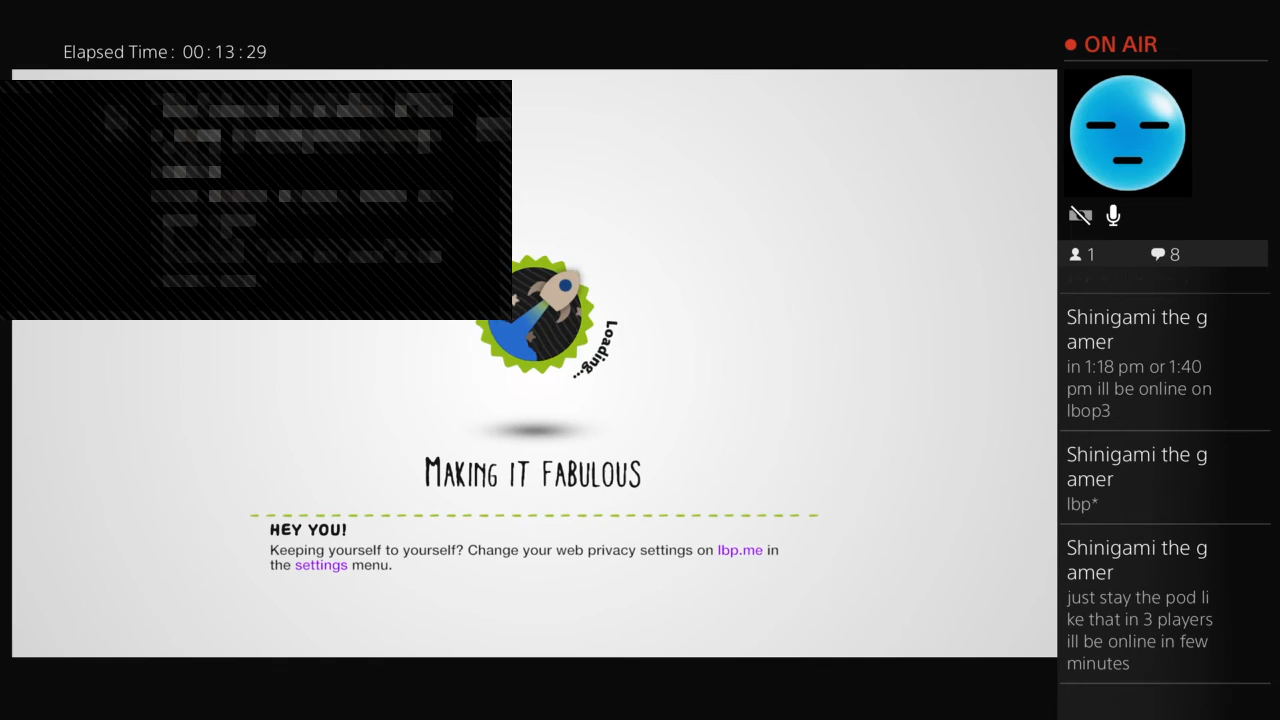 Elapsed Time: 00:13:29
ON AIR
1
8
Shinigami the g
amer
in 1:18 pm or 1:40
pm ill be online on
lbop3
Shinigami the g
amer
lbp*
Shinigami the g
amer
just stay the pod li
ke that in 3 players
ill be online in few
minutes
Loading...
MAKING IT FABULOUS
HEY YOU!
Keeping yourself to yourself? Change your web privacy settings on lbp.me in
the settings menu.